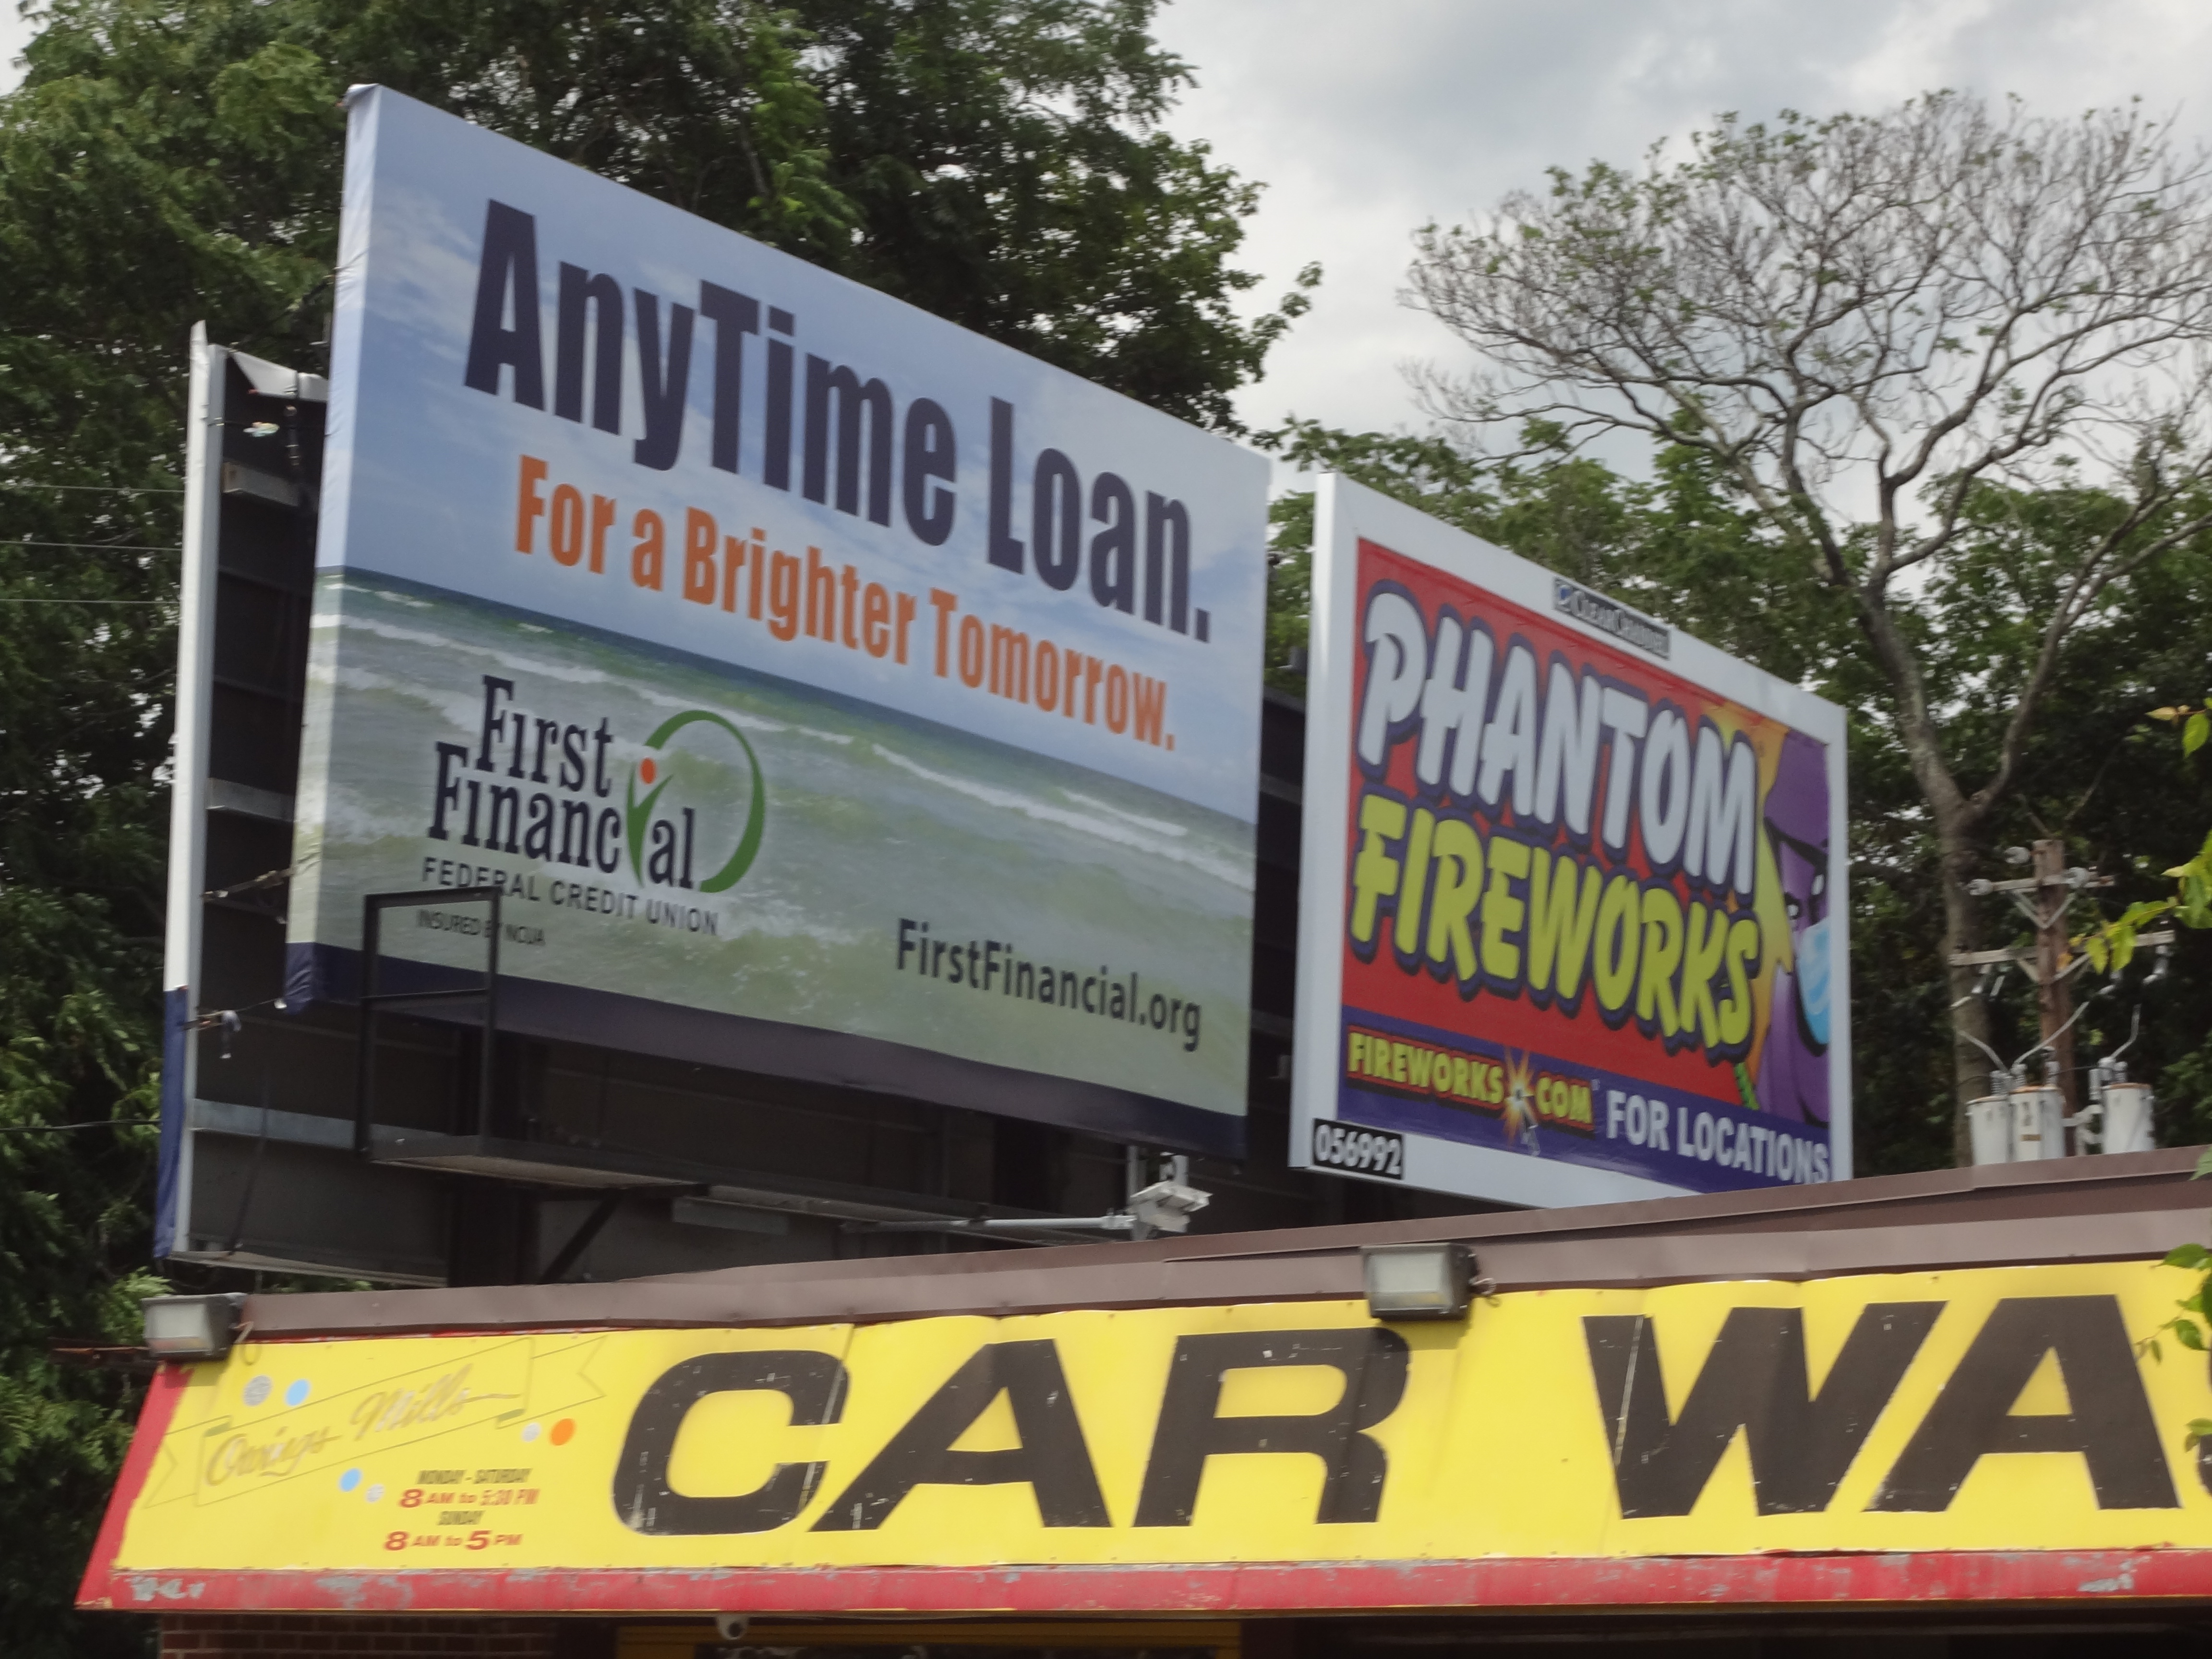 AnyTime Loan.
For a Brighter Tomorrow.
First
Financial
FEDERAL CREDIT UNION
INSURED BY NCUA
FirstFinancial.org
CLEARCHANNEL
PHANTOM
FIREWORKS
FIREWORKS.COM® FOR LOCATIONS
056992
Owings Mills
MONDAY - SATURDAY
8 AM to 5:30 PM
SUNDAY
8 AM to 5 PM
CAR WA